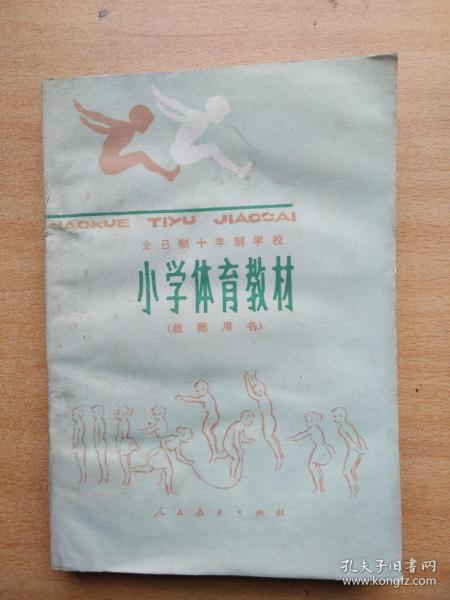 XIAOXUE TIYU JIAOCAI
全日制十年制学校
小学体育教材
(教师用书)
人民教育出版社
孔夫子旧书网
www.kongfz.com